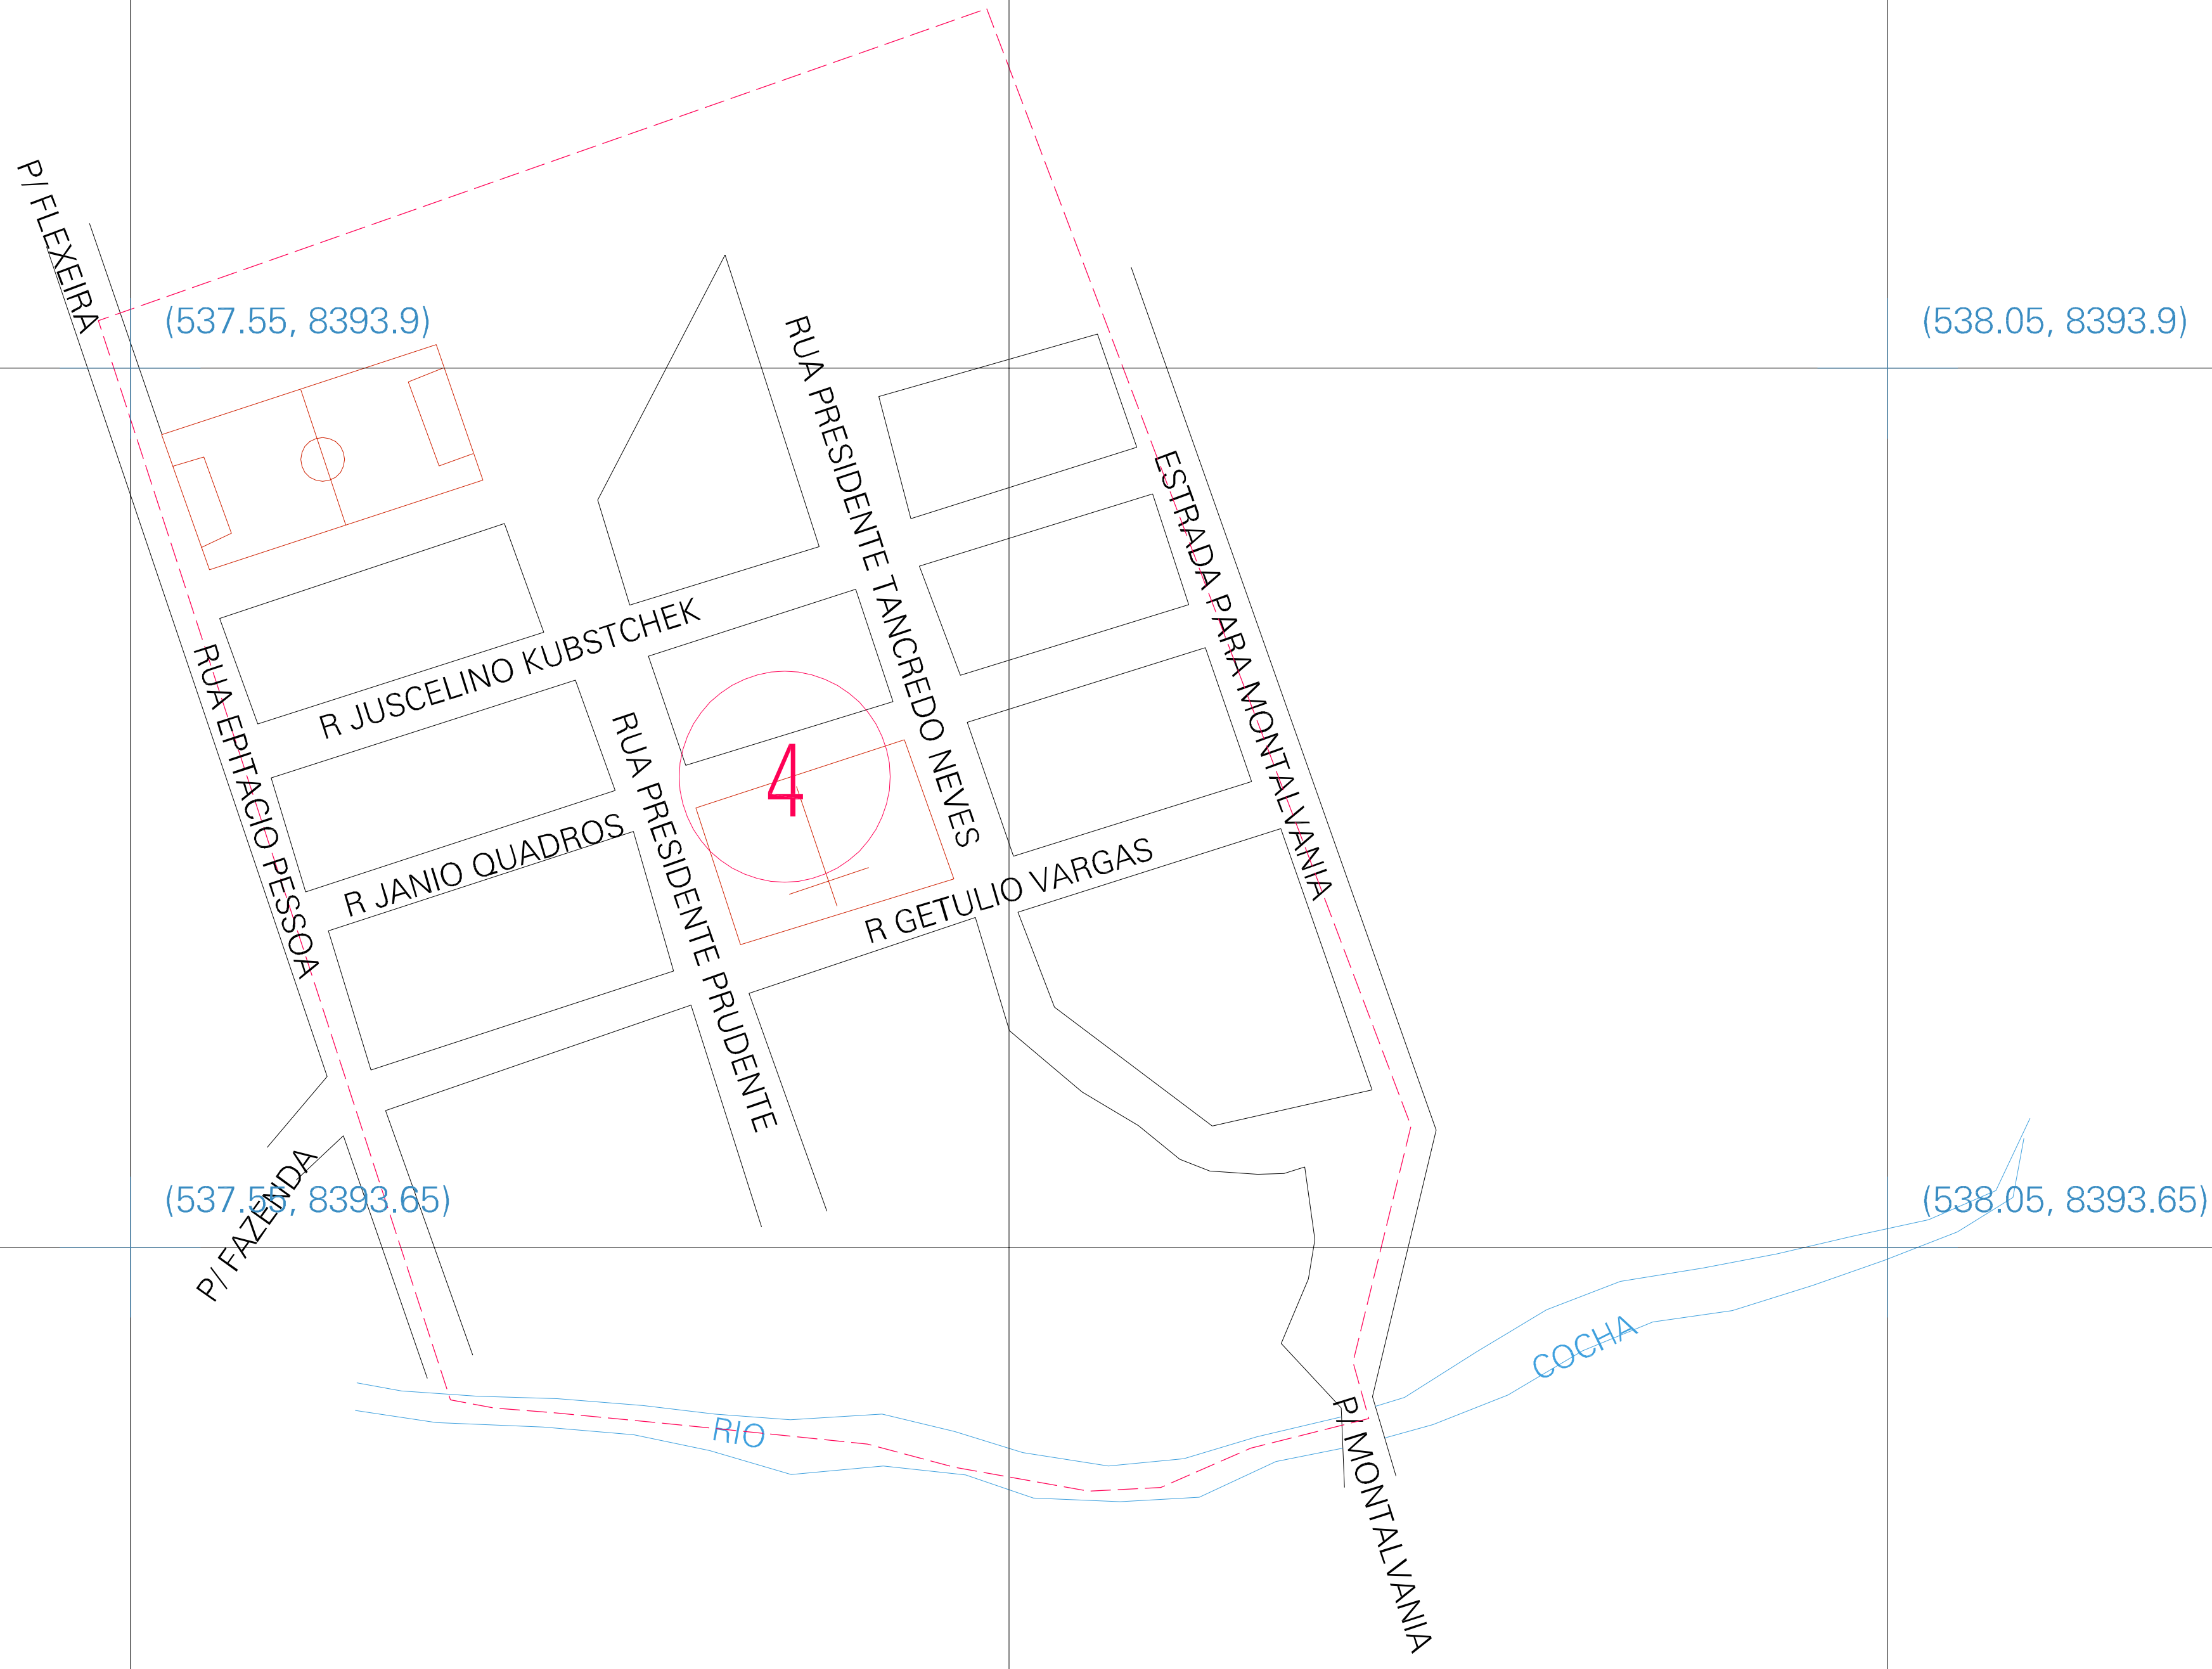 P/ FLEXEIRA
(537.55, 8393.9)
(538.05, 8393.9)
RUA PRESIDENTE TANCREDO NEVES
ESTRADA PARA MONTALVANIA
R JUSCELINO KUBSTCHEK
RUA EPITACIO PESSOA
RUA PRESIDENTE PRUDENTE
4
R JANIO QUADROS
R GETULIO VARGAS
P/ FAZENDA
(537.55, 8393.65)
(538.05, 8393.65)
COCHA
RIO
P/ MONTALVANIA